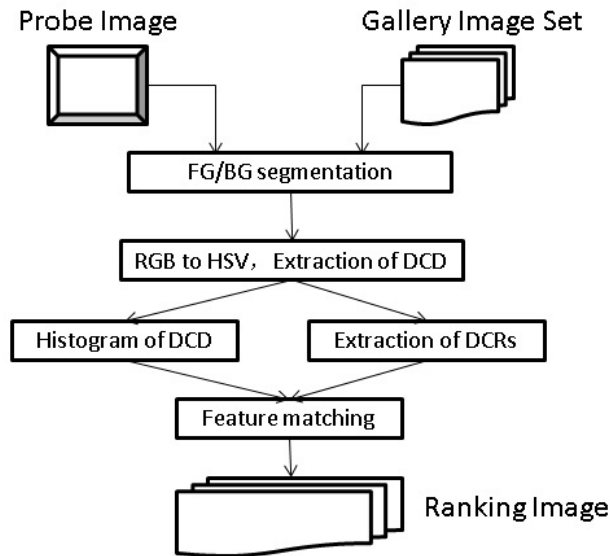 Probe Image
Gallery Image Set
FG/BG segmentation
RGB to HSV， Extraction of DCD
Histogram of DCD
Extraction of DCRs
Feature matching
Ranking Image